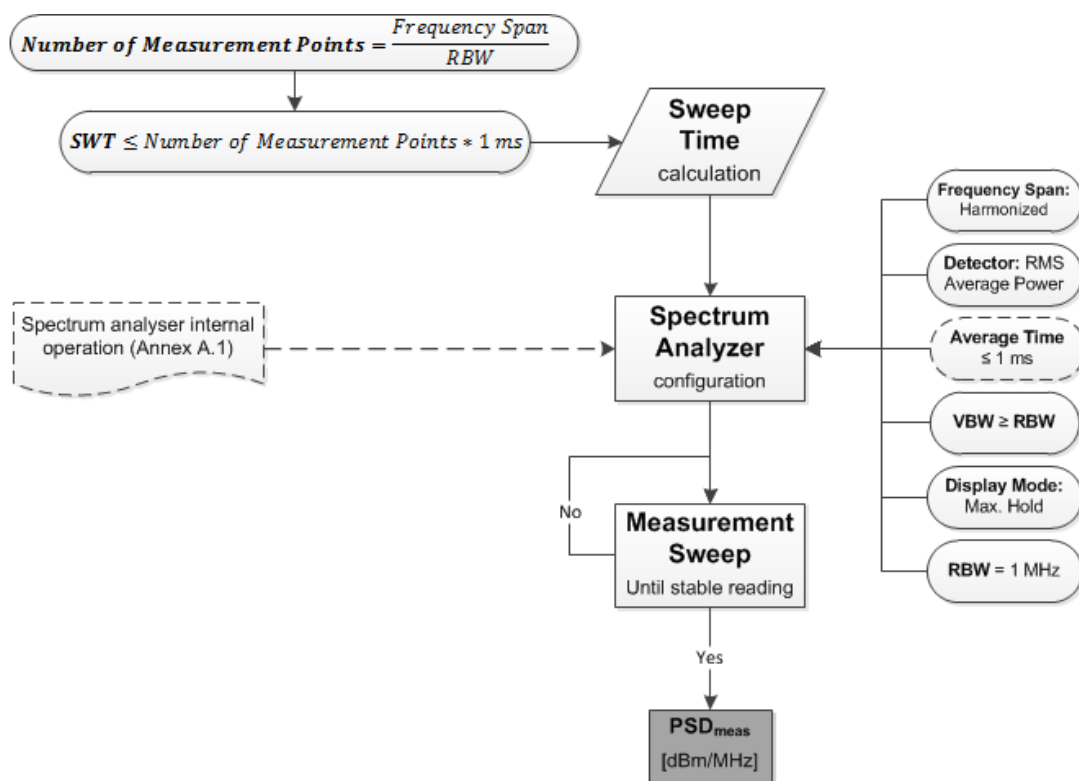 Number of Measurement Points = Frequency Span / RBW
SWT ≤ Number of Measurement Points * 1 ms
Sweep
Time
calculation
Frequency Span:
Harmonized
Detector: RMS
Average Power
Spectrum analyser internal
operation (Annex A.1)
Spectrum
Analyzer
configuration
Average Time
≤ 1 ms
VBW ≥ RBW
Display Mode:
Max. Hold
No
Measurement
Sweep
Until stable reading
RBW = 1 MHz
Yes
PSDmeas
[dBm/MHz]